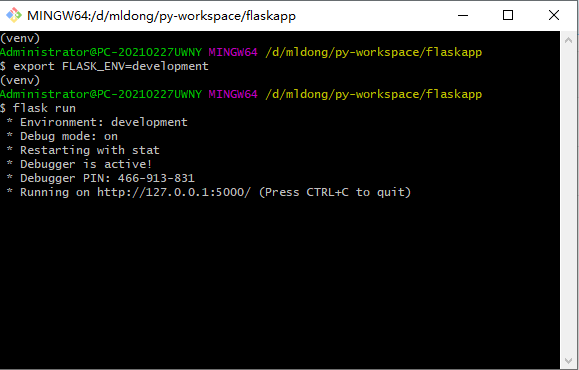 MINGW64:/d/mldong/py-workspace/flaskapp
(venv)
Administrator@PC-20210227UWNY MINGW64 /d/mldong/py-workspace/flaskapp
$ export FLASK_ENV=development
(venv)
Administrator@PC-20210227UWNY MINGW64 /d/mldong/py-workspace/flaskapp
$ flask run
 * Environment: development
 * Debug mode: on
 * Restarting with stat
 * Debugger is active!
 * Debugger PIN: 466-913-831
 * Running on http://127.0.0.1:5000/ (Press CTRL+C to quit)